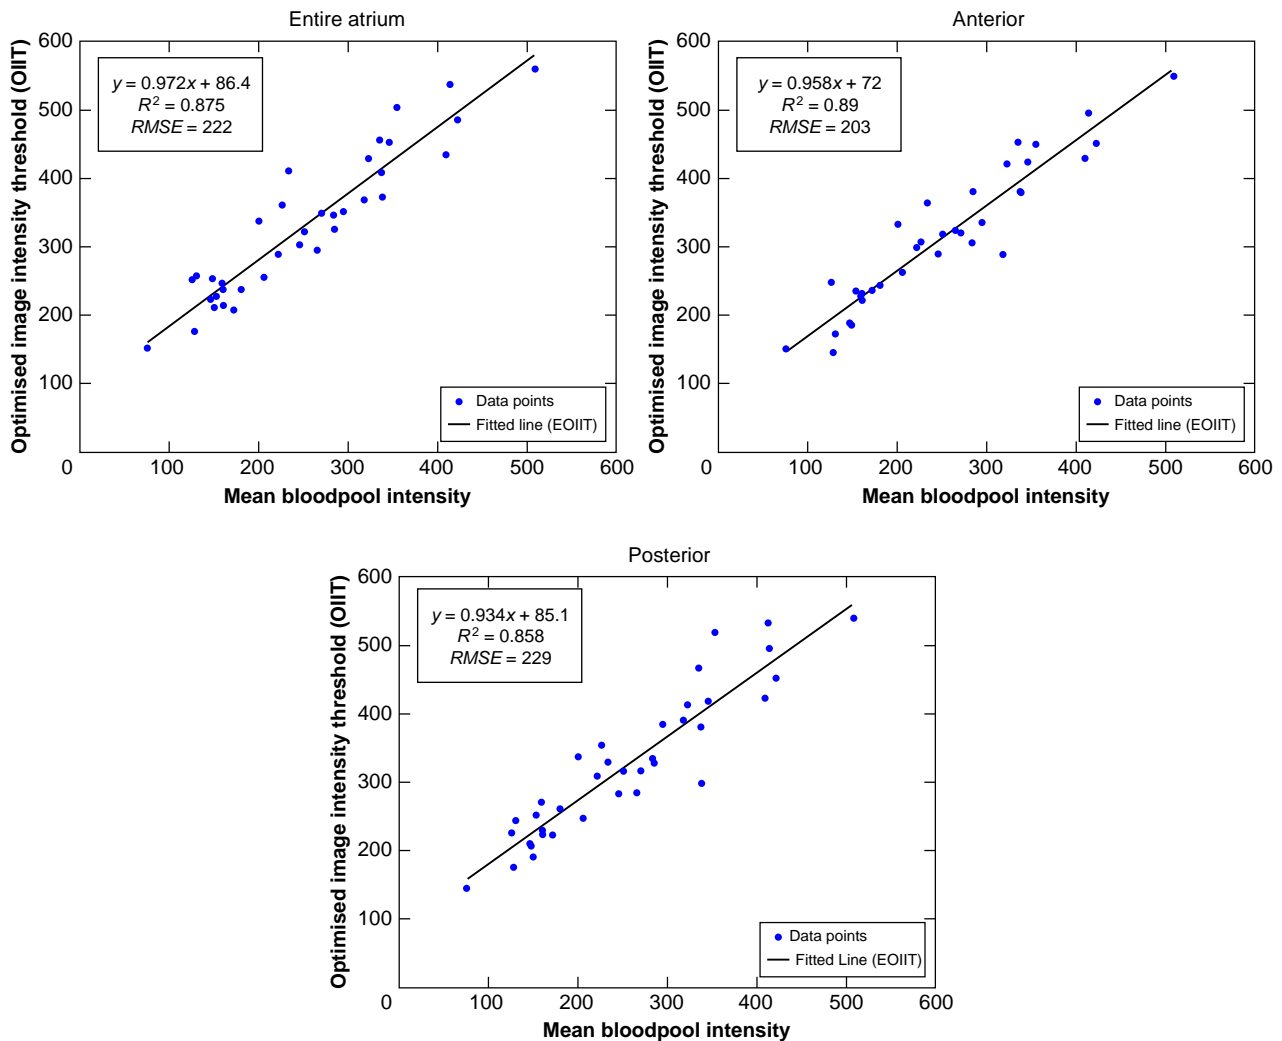 Entire atrium
Optimised image intensity threshold (OIIT)
600
500
400
300
200
100
0
y = 0.972x + 86.4
R² = 0.875
RMSE = 222
Data points
Fitted line (EOIIT)
100 200 300 400 500 600
Mean bloodpool intensity
Anterior
Optimised image intensity threshold (OIIT)
600
500
400
300
200
100
0
y = 0.958x + 72
R² = 0.89
RMSE = 203
Data points
Fitted line (EOIIT)
100 200 300 400 500 600
Mean bloodpool intensity
Posterior
Optimised image intensity threshold (OIIT)
600
500
400
300
200
100
0
y = 0.934x + 85.1
R² = 0.858
RMSE = 229
Data points
Fitted Line (EOIIT)
100 200 300 400 500 600
Mean bloodpool intensity